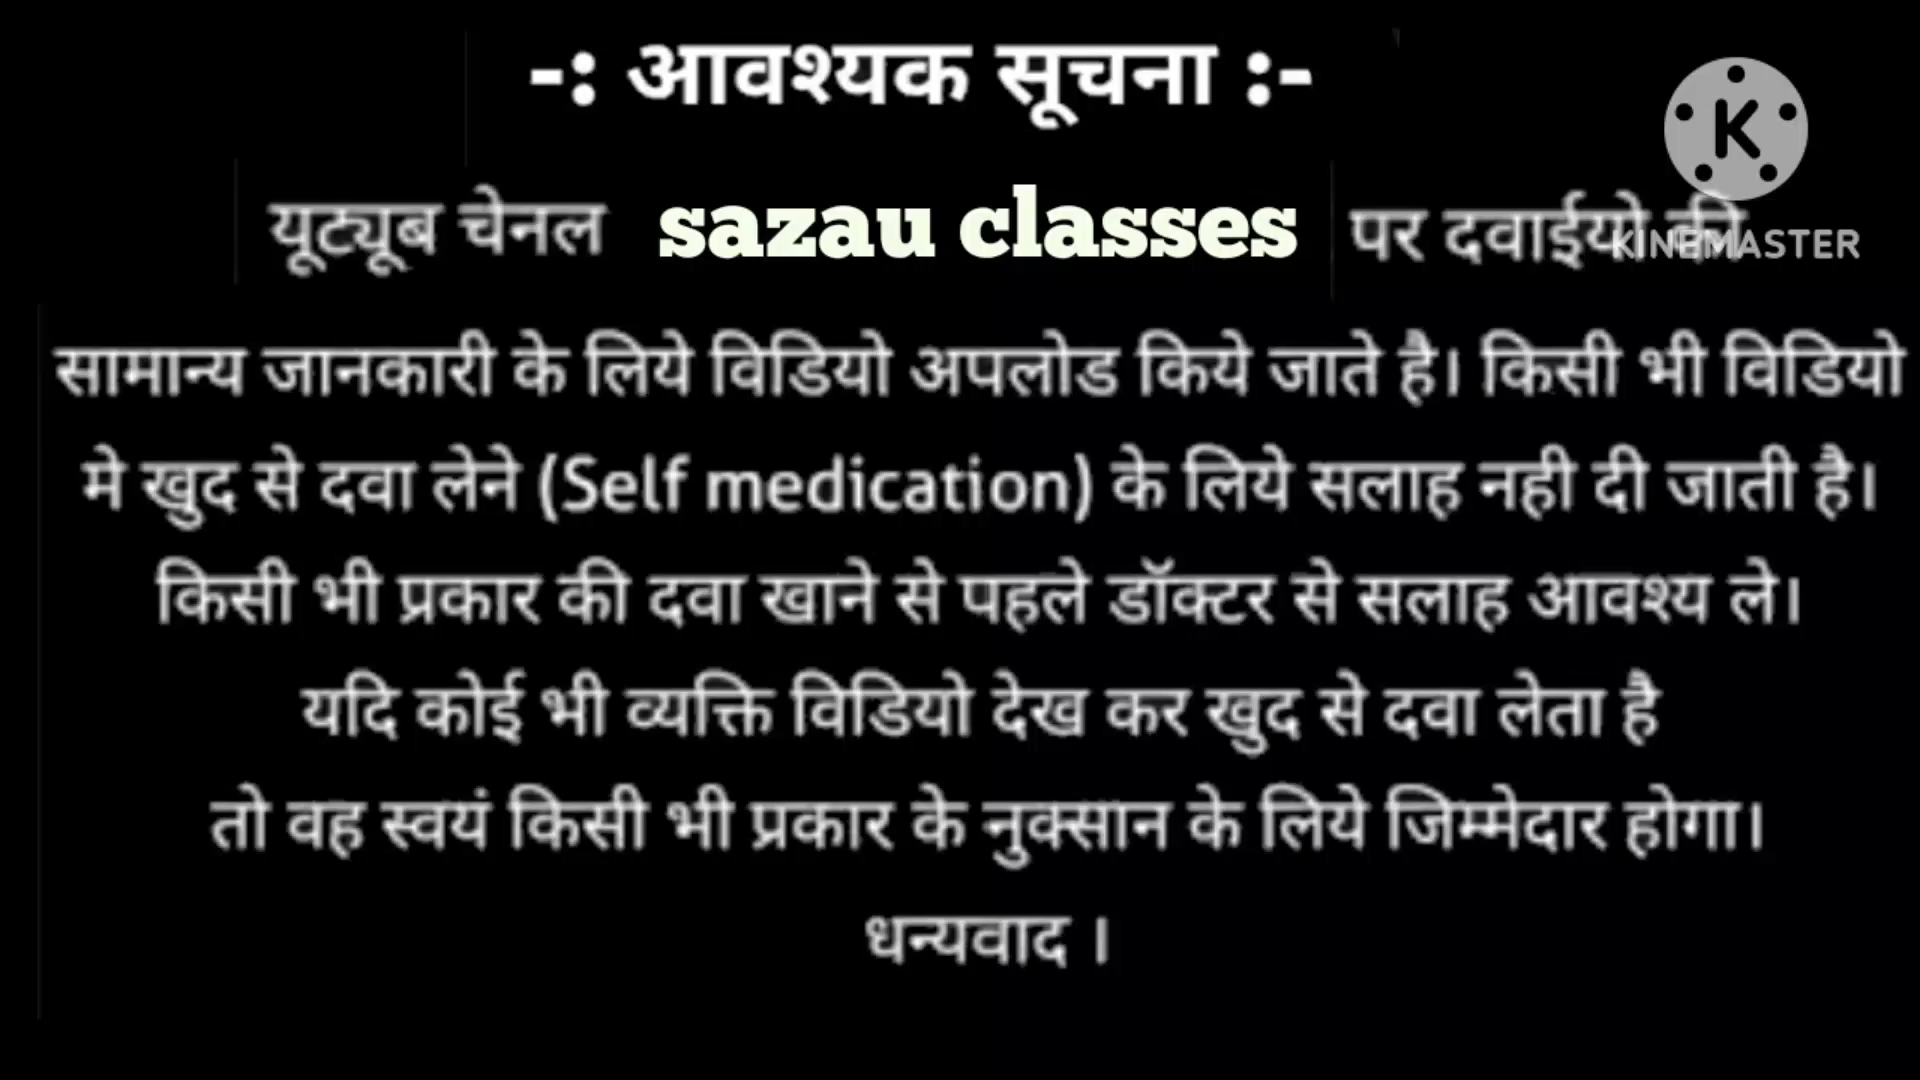 -: आवश्यक सूचना :-
K
यूट्यूब चेनल sazau classes पर दवाईयो की
KINEMASTER
सामान्य जानकारी के लिये विडियो अपलोड किये जाते है। किसी भी विडियो
मे खुद से दवा लेने (Self medication) के लिये सलाह नही दी जाती है।
किसी भी प्रकार की दवा खाने से पहले डॉक्टर से सलाह आवश्य ले।
यदि कोई भी व्यक्ति विडियो देख कर खुद से दवा लेता है
तो वह स्वयं किसी भी प्रकार के नुक्सान के लिये जिम्मेदार होगा।
धन्यवाद ।